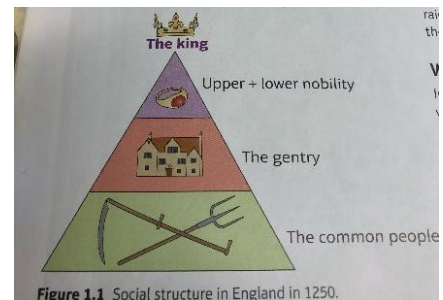 The king
Upper + lower nobility
The gentry
The common people
Figure 1.1 Social structure in England in 1250.